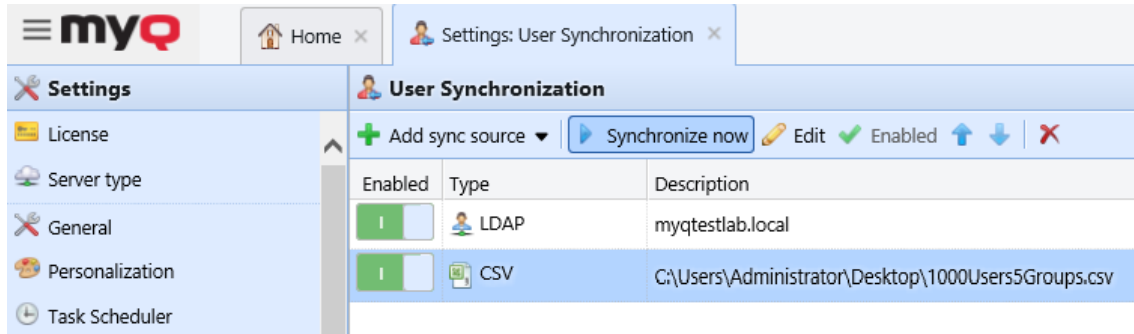 myQ
Home
Settings: User Synchronization
Settings
License
Server type
General
Personalization
Task Scheduler
User Synchronization
Add sync source Synchronize now Edit Enabled
Enabled Type Description
LDAP myqtestlab.local
CSV C:\Users\Administrator\Desktop\1000Users5Groups.csv